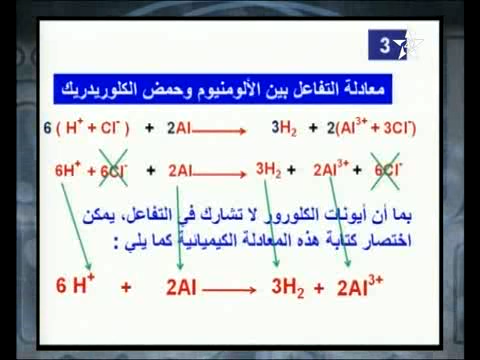 3
معادلة التفاعل بين الألومنيوم وحمض الكلوريدريك
6 ( H⁺ + Cl⁻ ) + 2Al ⟶ 3H₂ + 2(Al³⁺ + 3Cl⁻)
6H⁺ + 6Cl⁻ + 2Al ⟶ 3H₂ + 2Al³⁺ + 6Cl⁻
بما أن أيونات الكلورور لا تشارك في التفاعل، يمكن
اختصار كتابة هذه المعادلة الكيميائية كما يلي :
6 H⁺ + 2Al ⟶ 3H₂ + 2Al³⁺